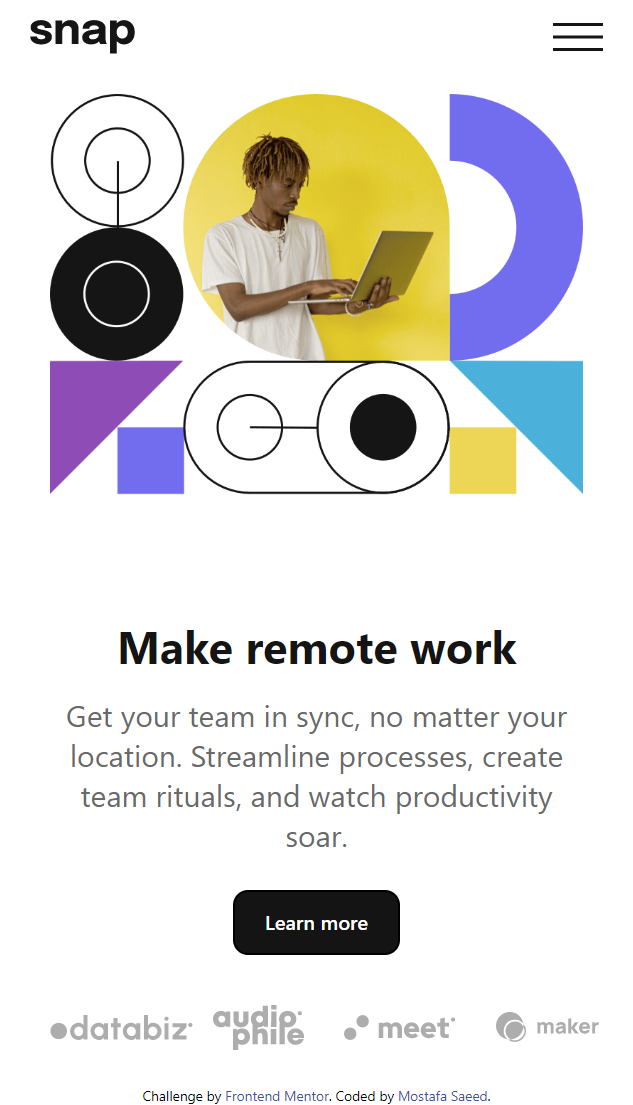 snap
Make remote work
Get your team in sync, no matter your
location. Streamline processes, create
team rituals, and watch productivity
soar.
Learn more
databiz audiophile meet maker
Challenge by Frontend Mentor. Coded by Mostafa Saeed.